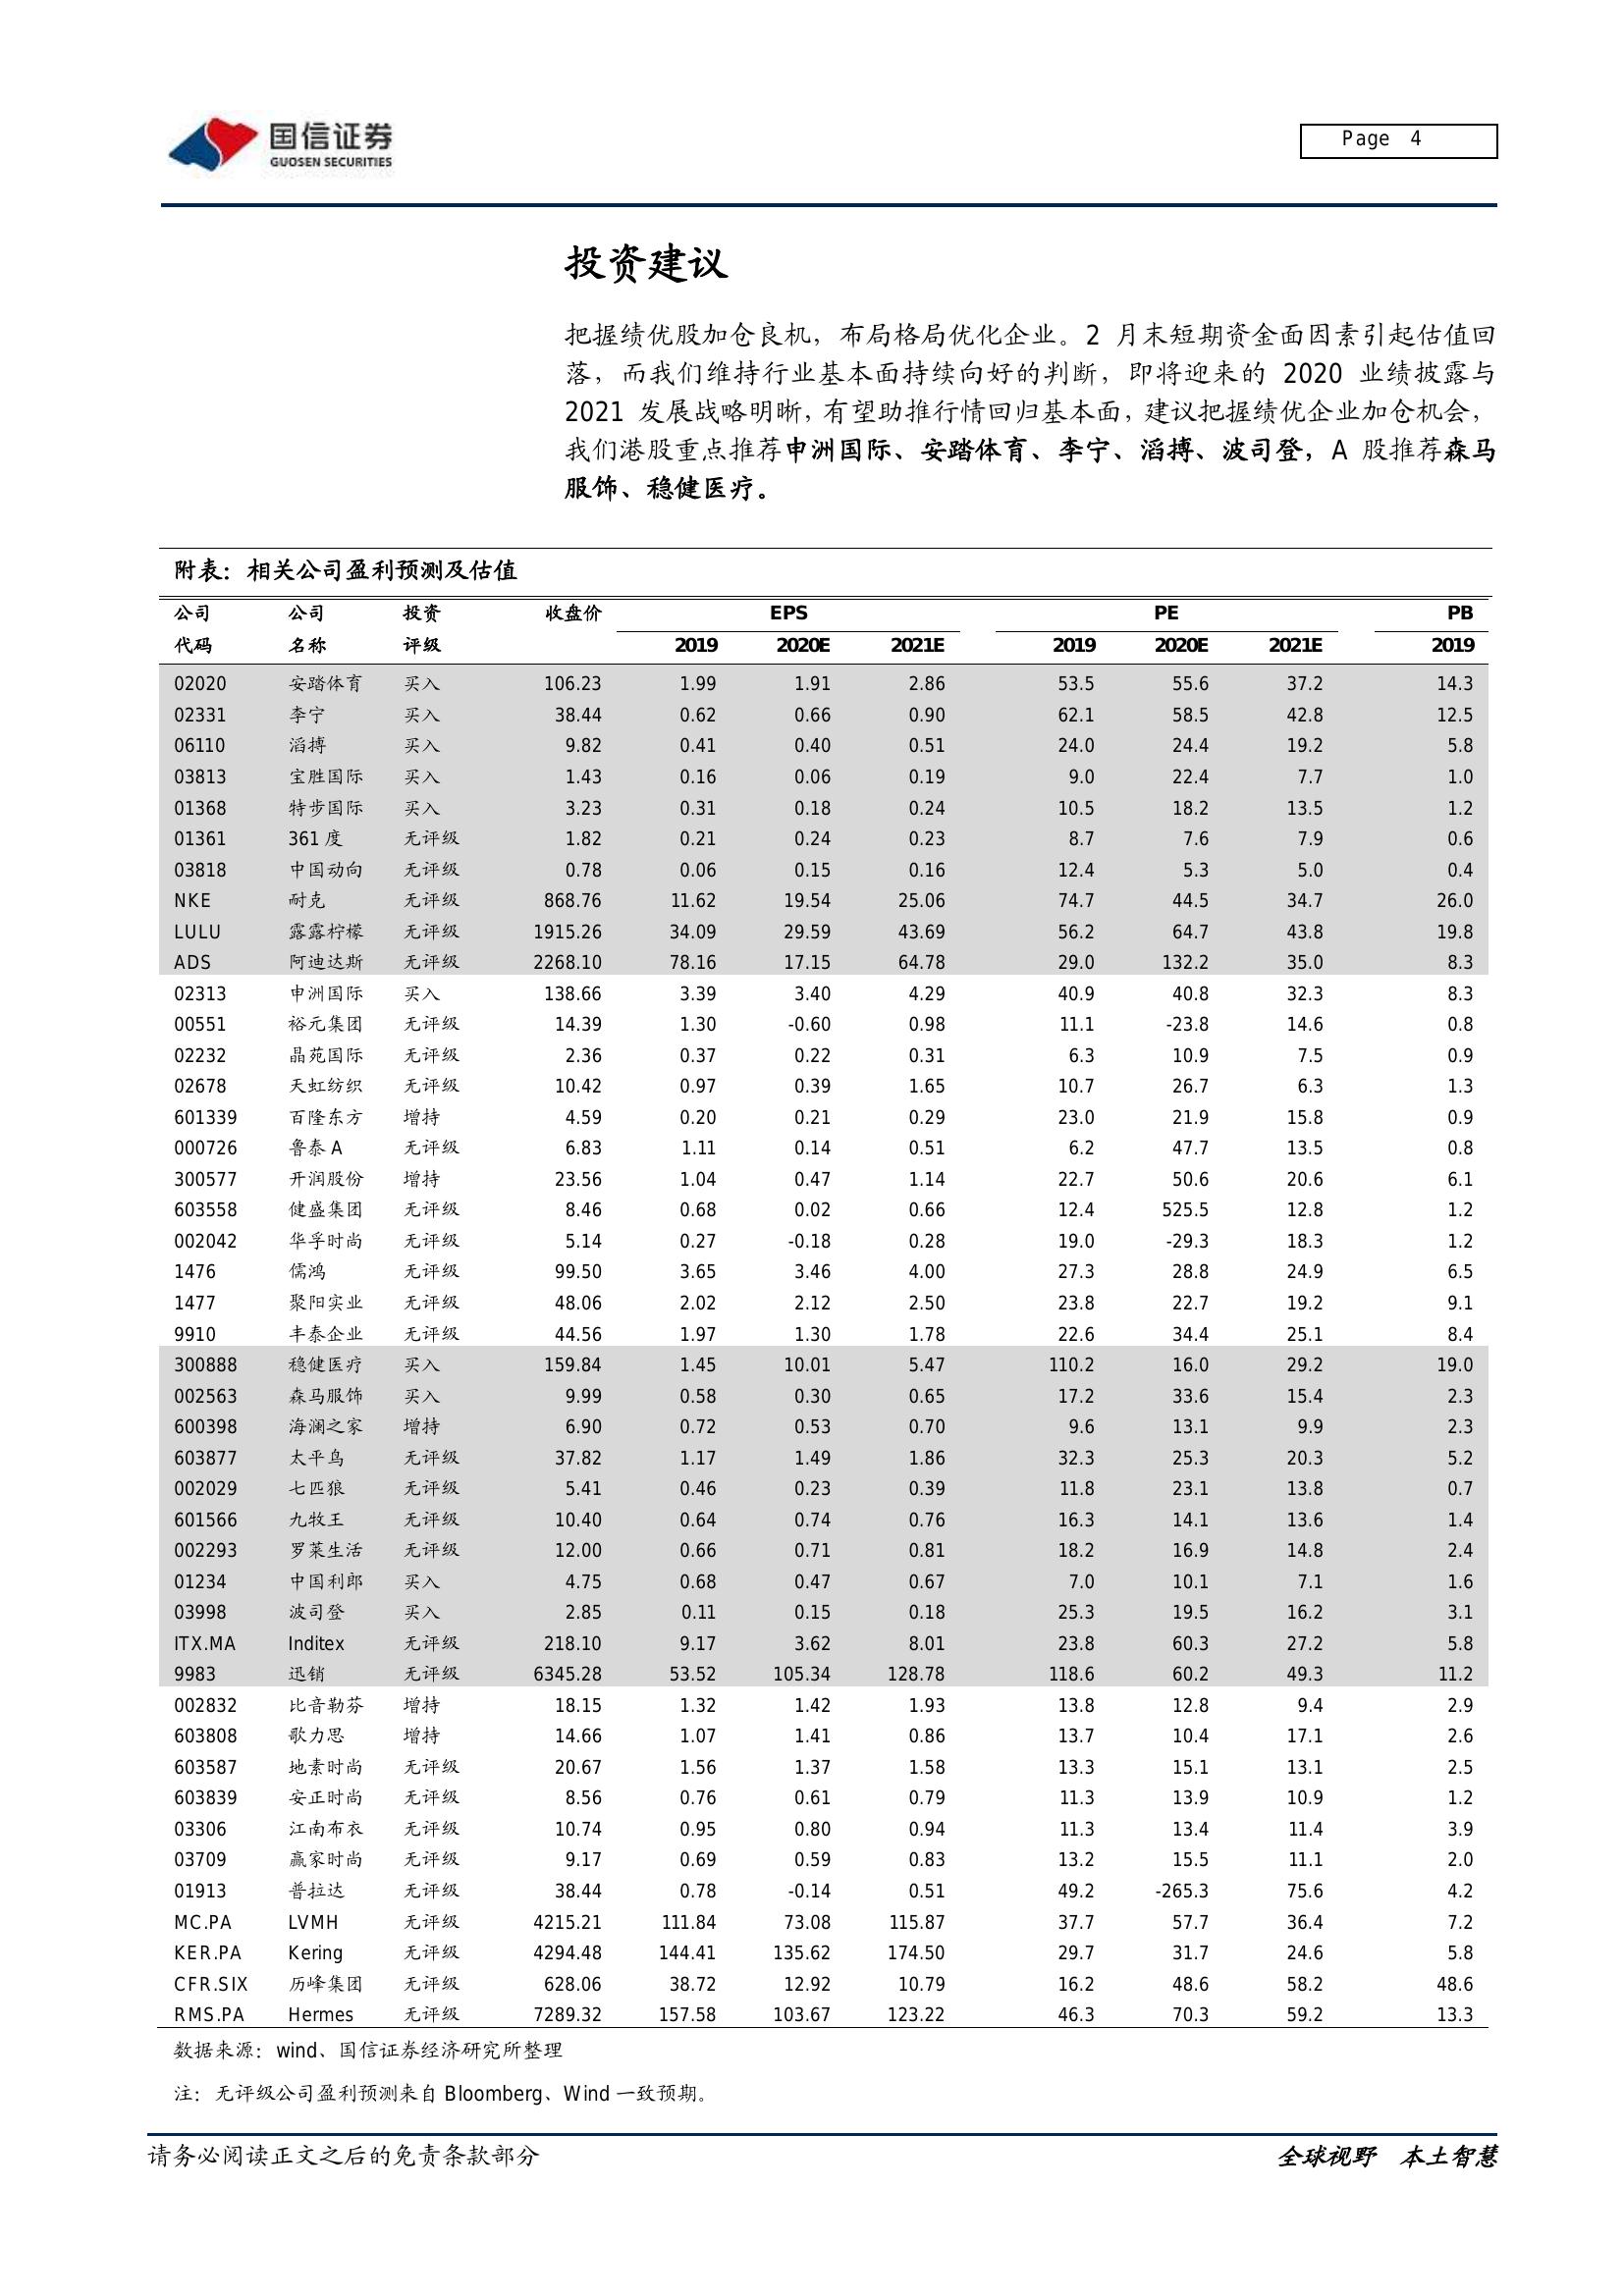 国信证券
GUOSEN SECURITIES
Page 4
投资建议
把握绩优股加仓良机，布局格局优化企业。2 月末短期资金面因素引起估值回
落，而我们维持行业基本面持续向好的判断，即将迎来的 2020 业绩披露与
2021 发展战略明晰，有望助推行情回归基本面，建议把握绩优企业加仓机会，
我们港股重点推荐申洲国际、安踏体育、李宁、滔搏、波司登，A 股推荐森马
服饰、稳健医疗。
附表：相关公司盈利预测及估值
公司 公司 投资 收盘价 EPS PE PB
代码 名称 评级 2019 2020E 2021E 2019 2020E 2021E 2019
02020 安踏体育 买入 106.23 1.99 1.91 2.86 53.5 55.6 37.2 14.3
02331 李宁 买入 38.44 0.62 0.66 0.90 62.1 58.5 42.8 12.5
06110 滔搏 买入 9.82 0.41 0.40 0.51 24.0 24.4 19.2 5.8
03813 宝胜国际 买入 1.43 0.16 0.06 0.19 9.0 22.4 7.7 1.0
01368 特步国际 买入 3.23 0.31 0.18 0.24 10.5 18.2 13.5 1.2
01361 361 度 无评级 1.82 0.21 0.24 0.23 8.7 7.6 7.9 0.6
03818 中国动向 无评级 0.78 0.06 0.15 0.16 12.4 5.3 5.0 0.4
NKE 耐克 无评级 868.76 11.62 19.54 25.06 74.7 44.5 34.7 26.0
LULU 露露柠檬 无评级 1915.26 34.09 29.59 43.69 56.2 64.7 43.8 19.8
ADS 阿迪达斯 无评级 2268.10 78.16 17.15 64.78 29.0 132.2 35.0 8.3
02313 申洲国际 买入 138.66 3.39 3.40 4.29 40.9 40.8 32.3 8.3
00551 裕元集团 无评级 14.39 1.30 -0.60 0.98 11.1 -23.8 14.6 0.8
02232 晶苑国际 无评级 2.36 0.37 0.22 0.31 6.3 10.9 7.5 0.9
02678 天虹纺织 无评级 10.42 0.97 0.39 1.65 10.7 26.7 6.3 1.3
601339 百隆东方 增持 4.59 0.20 0.21 0.29 23.0 21.9 15.8 0.9
000726 鲁泰 A 无评级 6.83 1.11 0.14 0.51 6.2 47.7 13.5 0.8
300577 开润股份 增持 23.56 1.04 0.47 1.14 22.7 50.6 20.6 6.1
603558 健盛集团 无评级 8.46 0.68 0.02 0.66 12.4 525.5 12.8 1.2
002042 华孚时尚 无评级 5.14 0.27 -0.18 0.28 19.0 -29.3 18.3 1.2
1476 儒鸿 无评级 99.50 3.65 3.46 4.00 27.3 28.8 24.9 6.5
1477 聚阳实业 无评级 48.06 2.02 2.12 2.50 23.8 22.7 19.2 9.1
9910 丰泰企业 无评级 44.56 1.97 1.30 1.78 22.6 34.4 25.1 8.4
300888 稳健医疗 买入 159.84 1.45 10.01 5.47 110.2 16.0 29.2 19.0
002563 森马服饰 买入 9.99 0.58 0.30 0.65 17.2 33.6 15.4 2.3
600398 海澜之家 增持 6.90 0.72 0.53 0.70 9.6 13.1 9.9 2.3
603877 太平鸟 无评级 37.82 1.17 1.49 1.86 32.3 25.3 20.3 5.2
002029 七匹狼 无评级 5.41 0.46 0.23 0.39 11.8 23.1 13.8 0.7
601566 九牧王 无评级 10.40 0.64 0.74 0.76 16.3 14.1 13.6 1.4
002293 罗莱生活 无评级 12.00 0.66 0.71 0.81 18.2 16.9 14.8 2.4
01234 中国利郎 买入 4.75 0.68 0.47 0.67 7.0 10.1 7.1 1.6
03998 波司登 买入 2.85 0.11 0.15 0.18 25.3 19.5 16.2 3.1
ITX.MA Inditex 无评级 218.10 9.17 3.62 8.01 23.8 60.3 27.2 5.8
9983 迅销 无评级 6345.28 53.52 105.34 128.78 118.6 60.2 49.3 11.2
002832 比音勒芬 增持 18.15 1.32 1.42 1.93 13.8 12.8 9.4 2.9
603808 歌力思 增持 14.66 1.07 1.41 0.86 13.7 10.4 17.1 2.6
603587 地素时尚 无评级 20.67 1.56 1.37 1.58 13.3 15.1 13.1 2.5
603839 安正时尚 无评级 8.56 0.76 0.61 0.79 11.3 13.9 10.9 1.2
03306 江南布衣 无评级 10.74 0.95 0.80 0.94 11.3 13.4 11.4 3.9
03709 赢家时尚 无评级 9.17 0.69 0.59 0.83 13.2 15.5 11.1 2.0
01913 普拉达 无评级 38.44 0.78 -0.14 0.51 49.2 -265.3 75.6 4.2
MC.PA LVMH 无评级 4215.21 111.84 73.08 115.87 37.7 57.7 36.4 7.2
KER.PA Kering 无评级 4294.48 144.41 135.62 174.50 29.7 31.7 24.6 5.8
CFR.SIX 历峰集团 无评级 628.06 38.72 12.92 10.79 16.2 48.6 58.2 48.6
RMS.PA Hermes 无评级 7289.32 157.58 103.67 123.22 46.3 70.3 59.2 13.3
数据来源：wind、国信证券经济研究所整理
注：无评级公司盈利预测来自 Bloomberg、Wind 一致预期。
请务必阅读正文之后的免责条款部分 全球视野 本土智慧